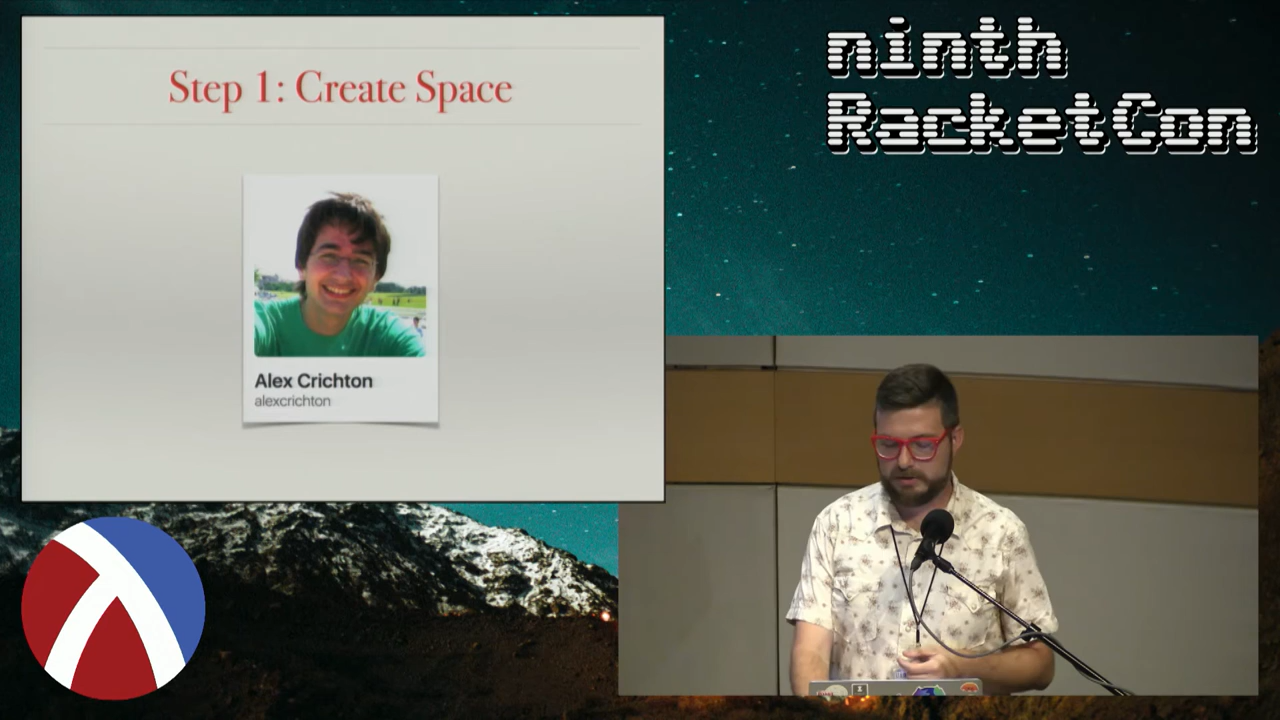 Step 1: Create Space
Alex Crichton
alexcrichton
ninth
RacketCon